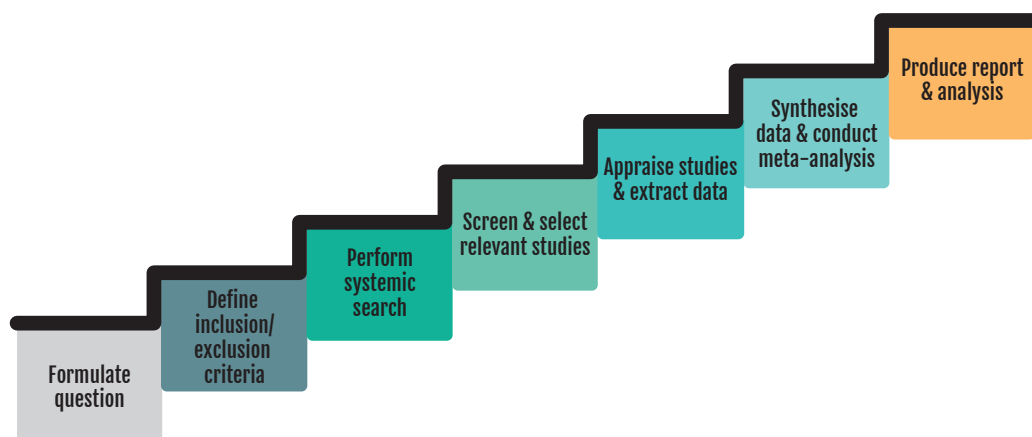 Formulate
question
Define
inclusion/
exclusion
criteria
Perform
systemic
search
Screen & select
relevant studies
Appraise studies
& extract data
Synthesise
data & conduct
meta-analysis
Produce report
& analysis